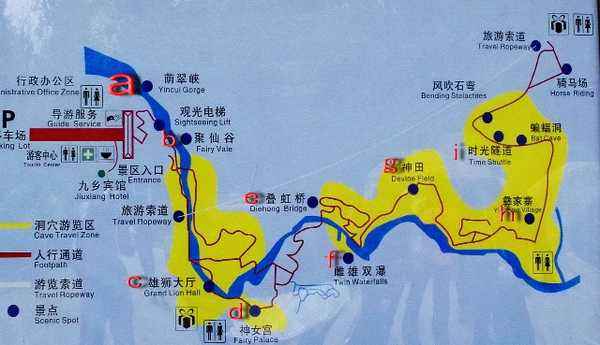 旅游索道
Travel Ropeway
行政办公区
nistrative Office Zone
a
萌翠峡
Yincui Gorge
骑马场
Horse Riding
风吹石弯
Bending Stalactites
P
导游服务
Guide Service
观光电梯
Sightseeing Lift
车场
king Lot
b
聚仙谷
Fairy Vale
蝙蝠洞
Bat Cave
i
时光隧道
Time Shuttle
游客中心
景区入口
Entrance
g
神田
Devine Field
九乡宾馆
Jiuxiang Hotel
e
叠虹桥
Diehong Bridge
彝家寨
Village
h
旅游索道
Travel Ropeway
洞穴游览区
Cave Travel Zone
人行通道
Footpath
f
雌雄双瀑
Twin Waterfalls
游览索道
Travel Ropeway
c
雄狮大厅
Grand Lion Hall
景点
Scenic Spot
d
神女宫
Fairy Palace